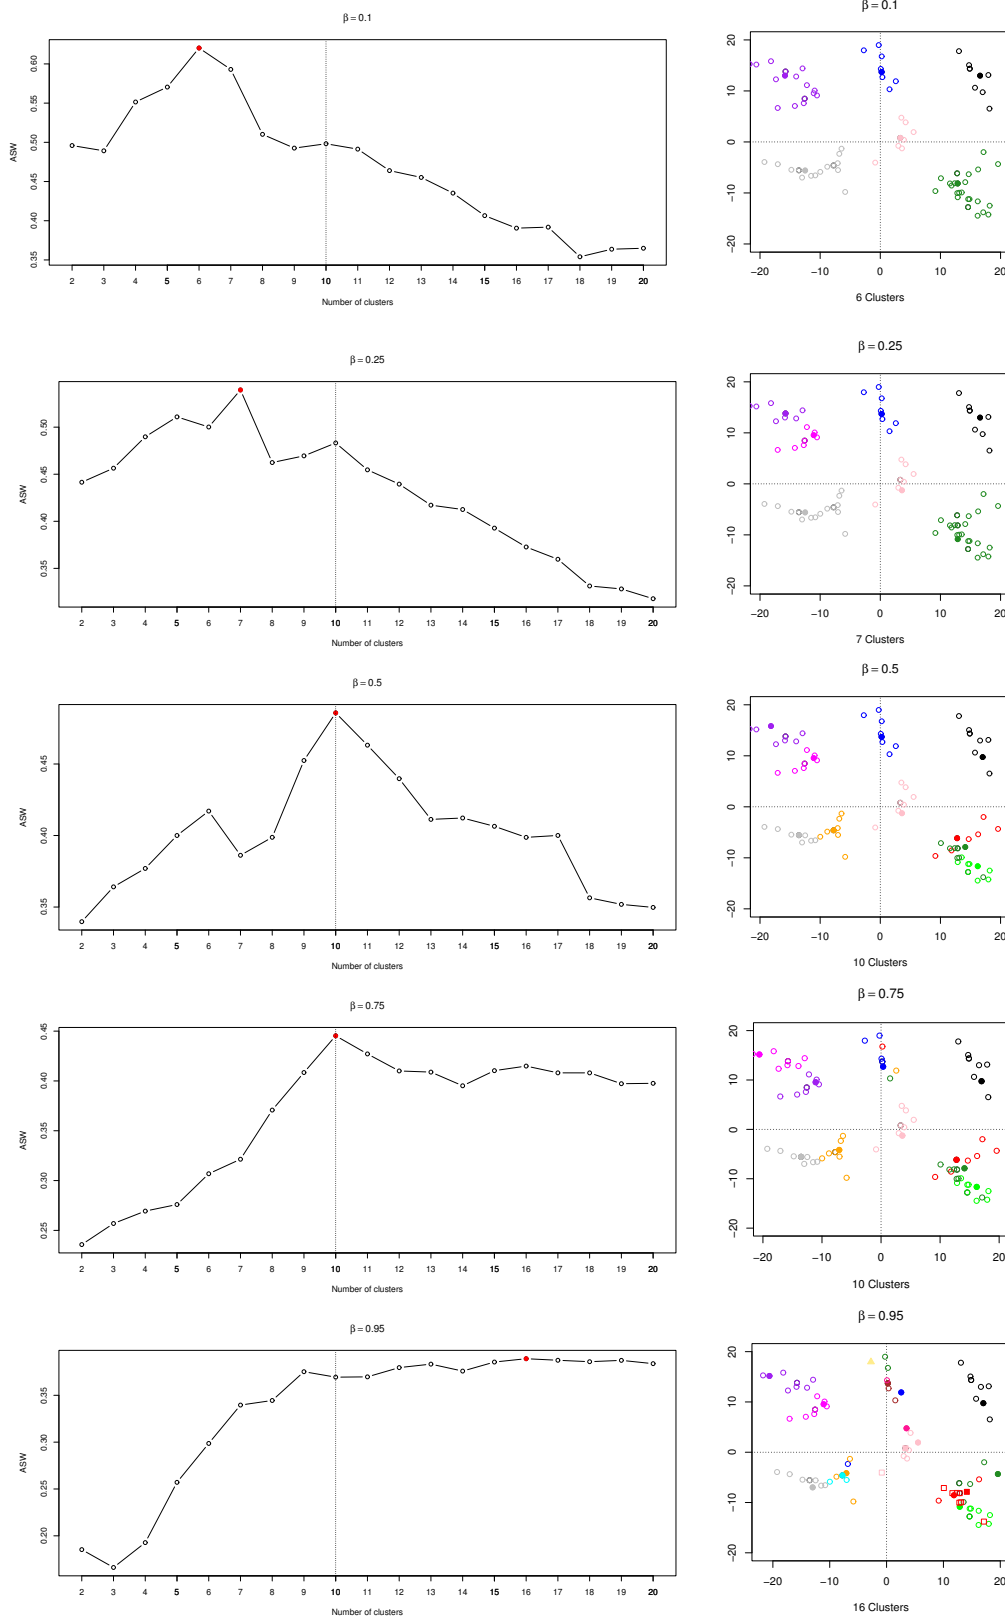 β = 0.1
ASW
0.35 0.40 0.45 0.50 0.55 0.60
2 3 4 5 6 7 8 9 10 11 12 13 14 15 16 17 18 19 20
Number of clusters
β = 0.1
−20 −10 0 10 20
−20 −10 0 10 20
6 Clusters
β = 0.25
ASW
0.35 0.40 0.45 0.50
2 3 4 5 6 7 8 9 10 11 12 13 14 15 16 17 18 19 20
Number of clusters
β = 0.25
−20 −10 0 10 20
−20 −10 0 10 20
7 Clusters
β = 0.5
ASW
0.35 0.40 0.45
2 3 4 5 6 7 8 9 10 11 12 13 14 15 16 17 18 19 20
Number of clusters
β = 0.5
−20 −10 0 10 20
−20 −10 0 10 20
10 Clusters
β = 0.75
ASW
0.25 0.30 0.35 0.40 0.45
2 3 4 5 6 7 8 9 10 11 12 13 14 15 16 17 18 19 20
Number of clusters
β = 0.75
−20 −10 0 10 20
−20 −10 0 10 20
10 Clusters
β = 0.95
ASW
0.20 0.25 0.30 0.35
2 3 4 5 6 7 8 9 10 11 12 13 14 15 16 17 18 19 20
Number of clusters
β = 0.95
−20 −10 0 10 20
−20 −10 0 10 20
16 Clusters